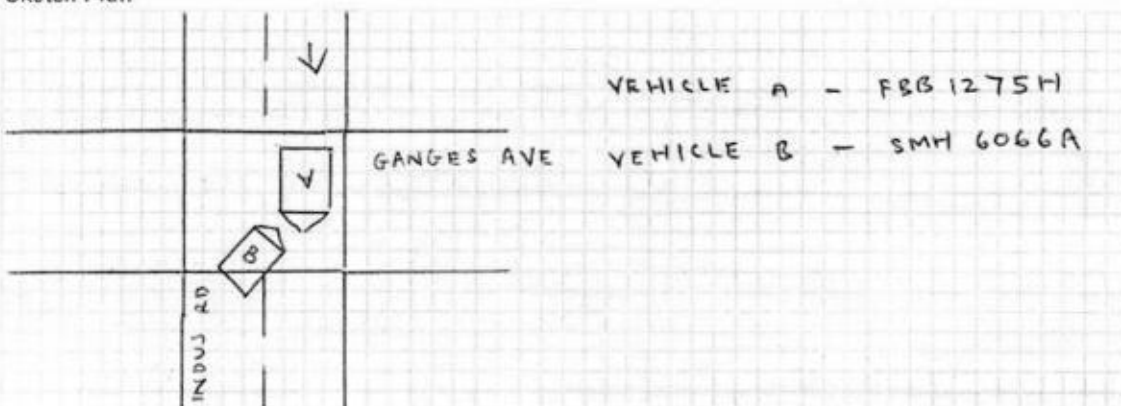 VEHICLE A - FBB 1275H
GANGES AVE VEHICLE B - SMH 6066A
A
B
INDUS RD